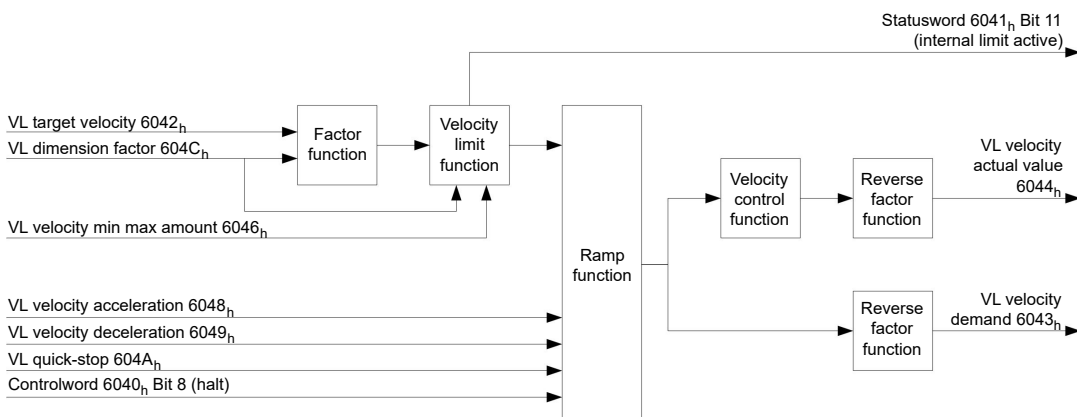 Statusword 6041h Bit 11
(internal limit active)
VL target velocity 6042h
VL dimension factor 604Ch
Factor
function
Velocity
limit
function
VL velocity min max amount 6046h
Ramp
function
Velocity
control
function
Reverse
factor
function
VL velocity
actual value
6044h
VL velocity acceleration 6048h
VL velocity deceleration 6049h
VL quick-stop 604Ah
Controlword 6040h Bit 8 (halt)
Reverse
factor
function
VL velocity
demand 6043h